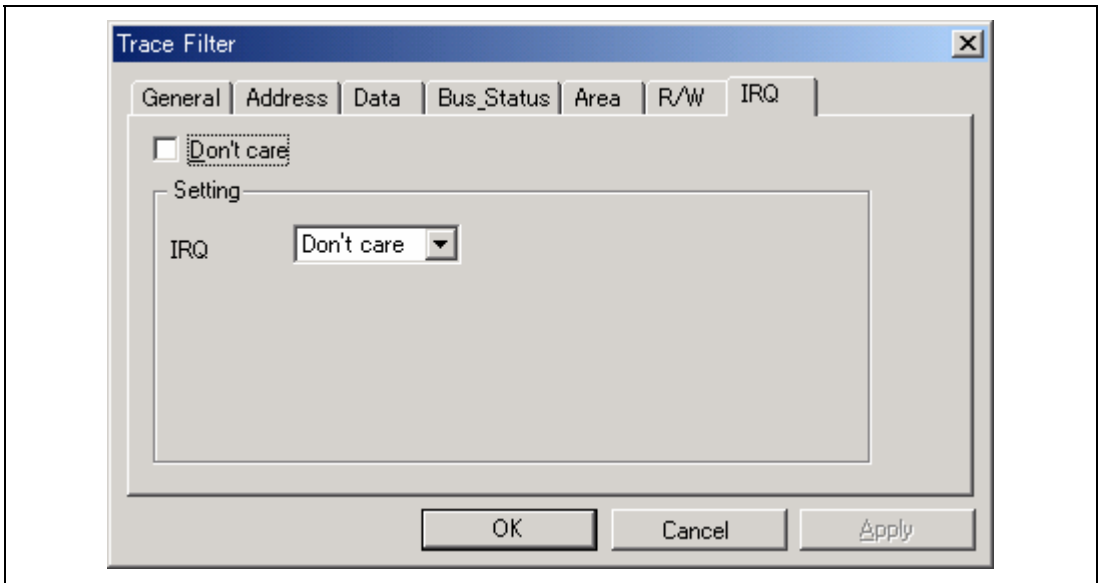 Trace Filter
General Address Data Bus_Status Area R/W IRQ
Don't care
Setting
IRQ Don't care
OK Cancel Apply